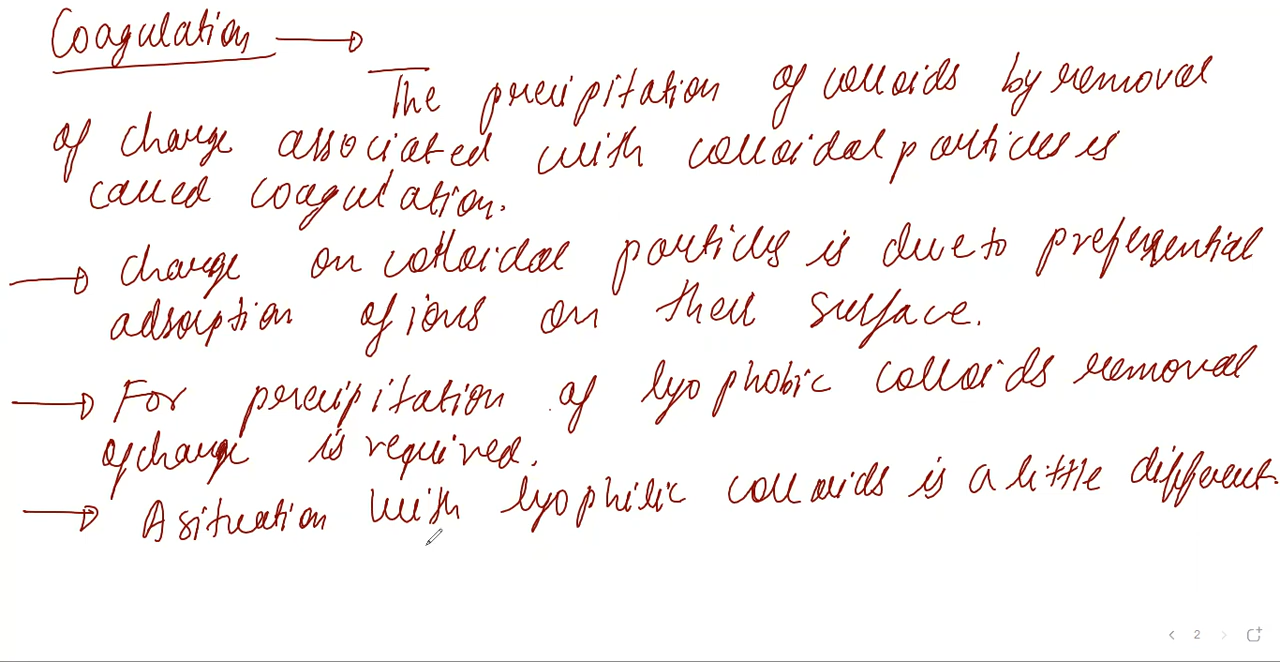 Coagulation →
The precipitation of colloids by removal
of charge associated with colloidal particles is
called coagulation.
→ charge on colloidal particles is due to preferential
adsorption of ions on their surface.
→ For precipitation of lyophobic colloids removal
of charge is required.
→ A situation with lyophilic colloids is a little different.
2